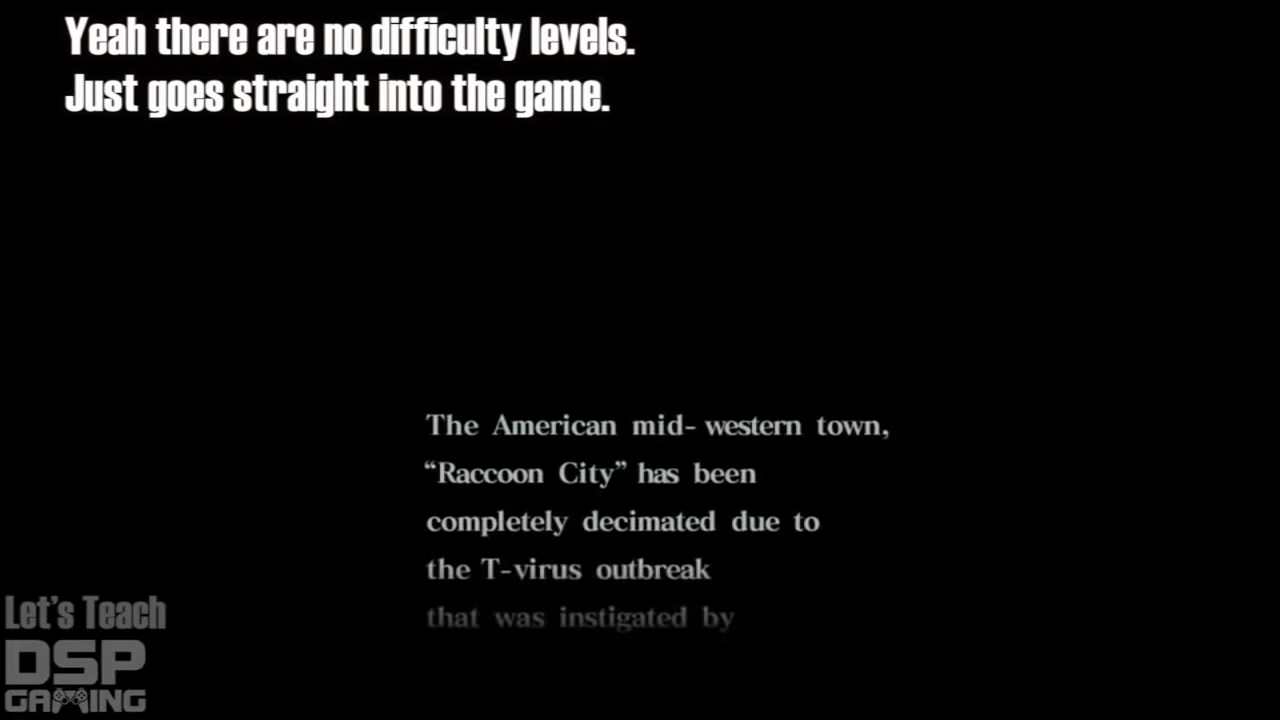 Yeah there are no difficulty levels.
Just goes straight into the game.
The American mid- western town,
“Raccoon City” has been
completely decimated due to
the T-virus outbreak
that was instigated by
Let's Teach
DSP
GAMING